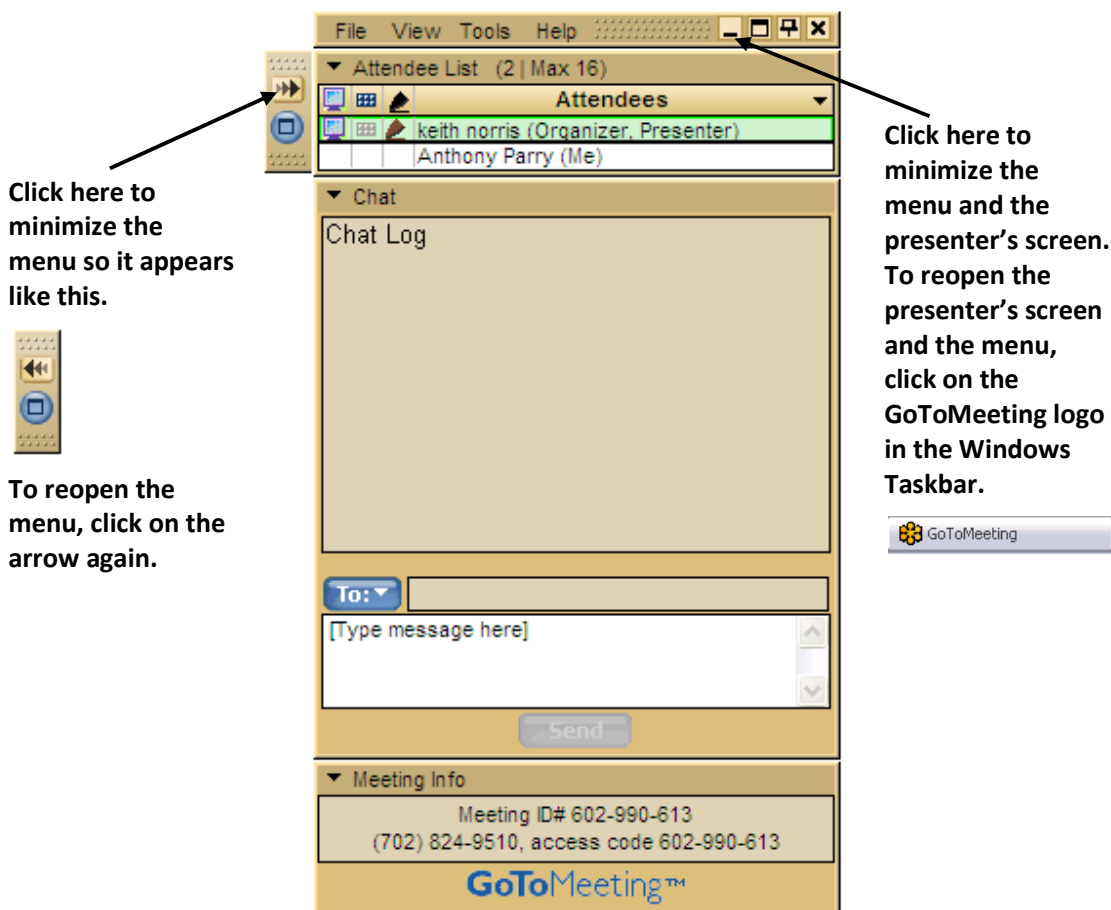 Click here to
minimize the
menu so it appears
like this.
To reopen the
menu, click on the
arrow again.
File View Tools Help
Attendee List (2 | Max 16)
Attendees
keith norris (Organizer, Presenter)
Anthony Parry (Me)
Chat
Chat Log
To:
[Type message here]
Send
Meeting Info
Meeting ID# 602-990-613
(702) 824-9510, access code 602-990-613
GoToMeeting™
Click here to
minimize the
menu and the
presenter’s screen.
To reopen the
presenter’s screen
and the menu,
click on the
GoToMeeting logo
in the Windows
Taskbar.
GoToMeeting